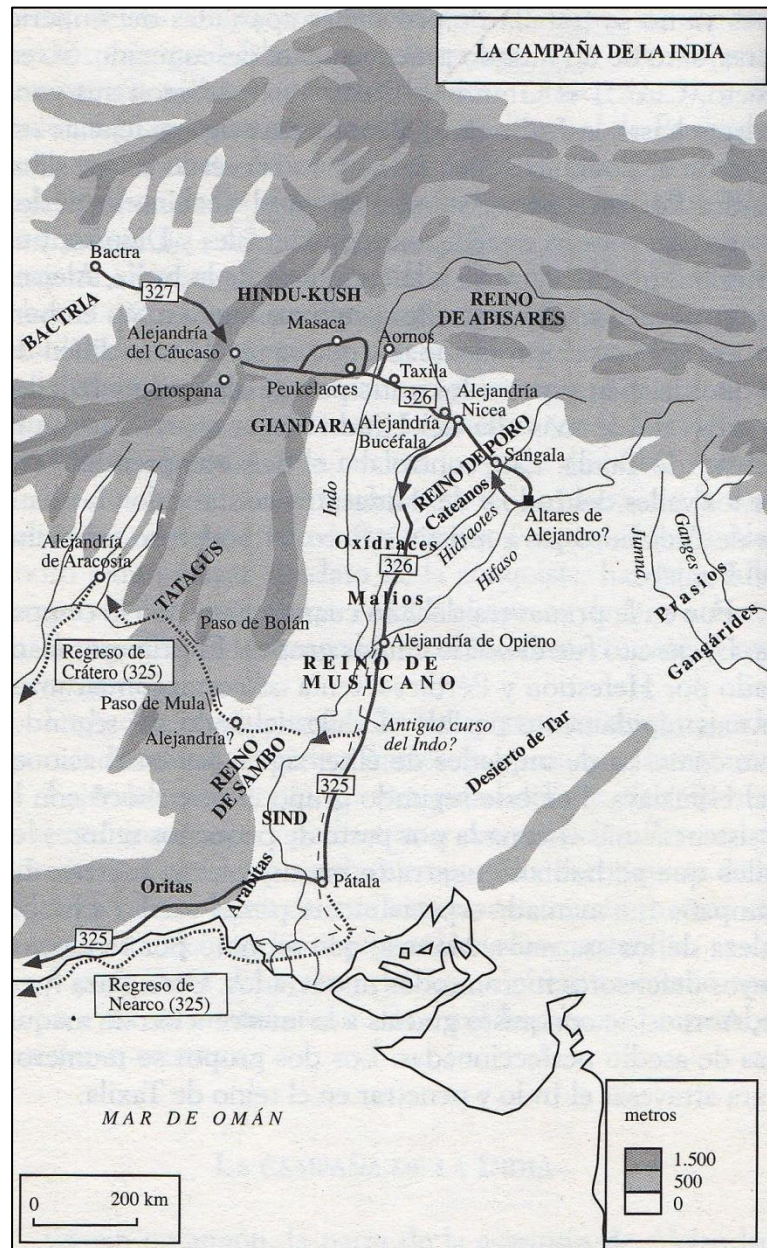 LA CAMPAÑA DE LA INDIA
Bactra
BACTRIA
327
HINDU-KUSH
Masaca
REINO
DE ABISARES
Alejandría
del Cáucaso
Aornos
Taxila
Ortospana
Peukelaotes
326
Alejandría
Nicea
GIANDARA
Alejandría
Bucéfala
REINO DE PORO
Cateanos
Sangala
Indo
Hidraotes
Hifaso
Altares de
Alejandro?
Oxídraces
326
Iumna
Ganges
Prasios
Gangárides
Alejandría
de Aracosia
TATAGUS
Malios
Paso de Bolán
Alejandría de Opieno
Regreso de
Crátero (325)
REINO DE
MUSICANO
Paso de Mula
Alejandría?
Antiguo curso
del Indo?
REINO
DE SAMBO
325
Desierto de Tar
SIND
Oritas
Arabitas
Pátala
325
Regreso de
Nearco (325)
MAR DE OMÁN
metros
1.500
500
0
0 200 km